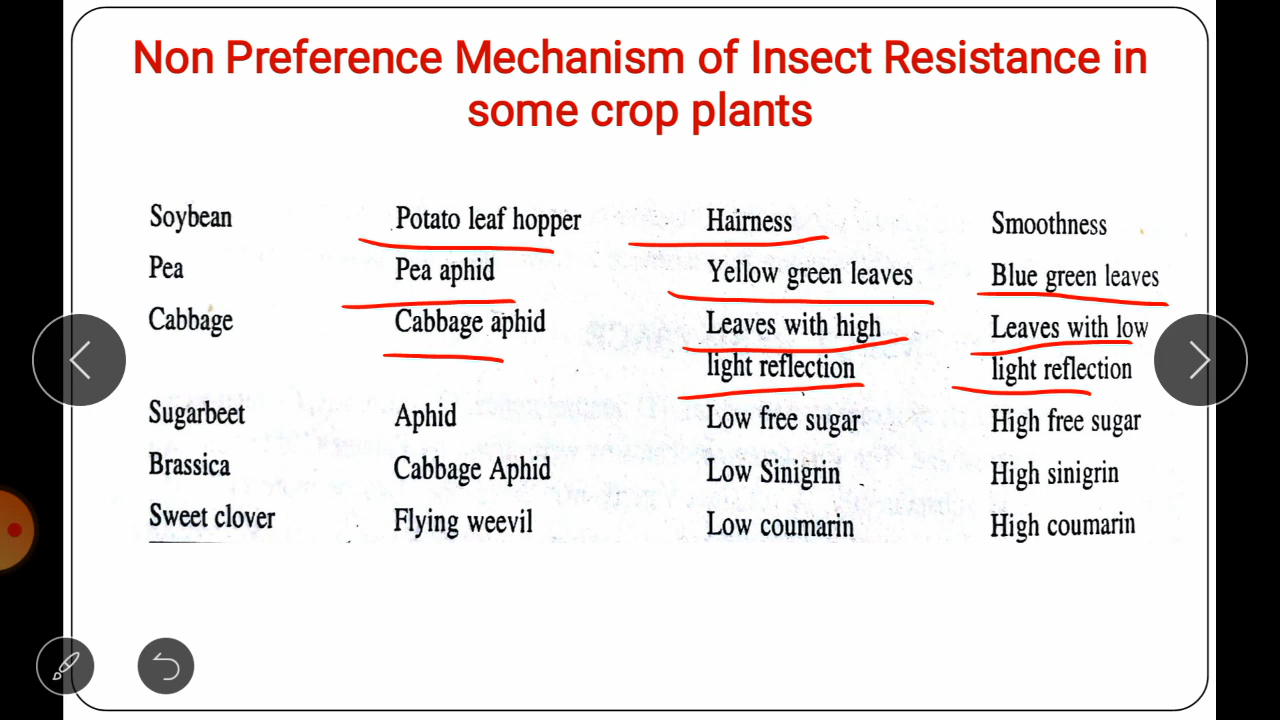 Non Preference Mechanism of Insect Resistance in
some crop plants
Soybean Potato leaf hopper Hairness Smoothness
Pea Pea aphid Yellow green leaves Blue green leaves
Cabbage Cabbage aphid Leaves with high Leaves with low
light reflection light reflection
Sugarbeet Aphid Low free sugar High free sugar
Brassica Cabbage Aphid Low Sinigrin High sinigrin
Sweet clover Flying weevil Low coumarin High coumarin